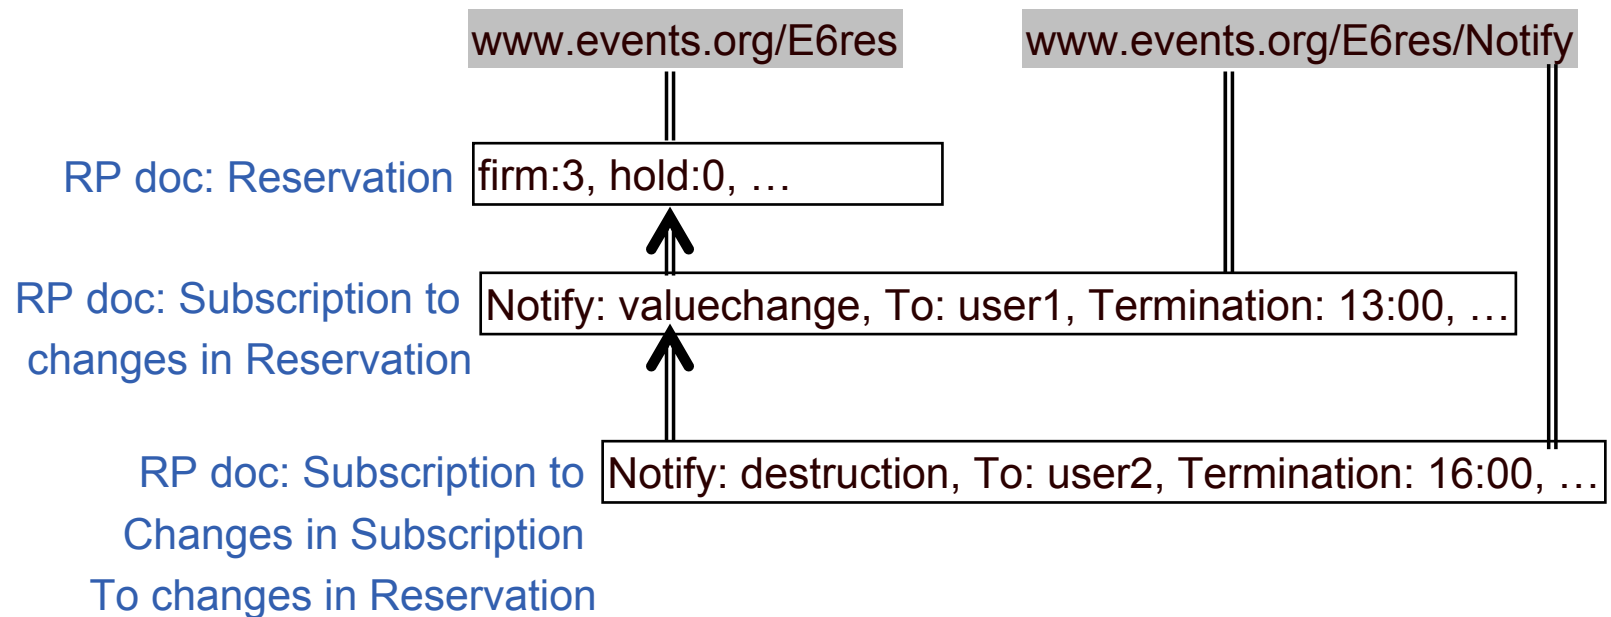 www.events.org/E6res
www.events.org/E6res/Notify
RP doc: Reservation
firm:3, hold:0, …
RP doc: Subscription to
changes in Reservation
Notify: valuechange, To: user1, Termination: 13:00, …
RP doc: Subscription to
Changes in Subscription
To changes in Reservation
Notify: destruction, To: user2, Termination: 16:00, …